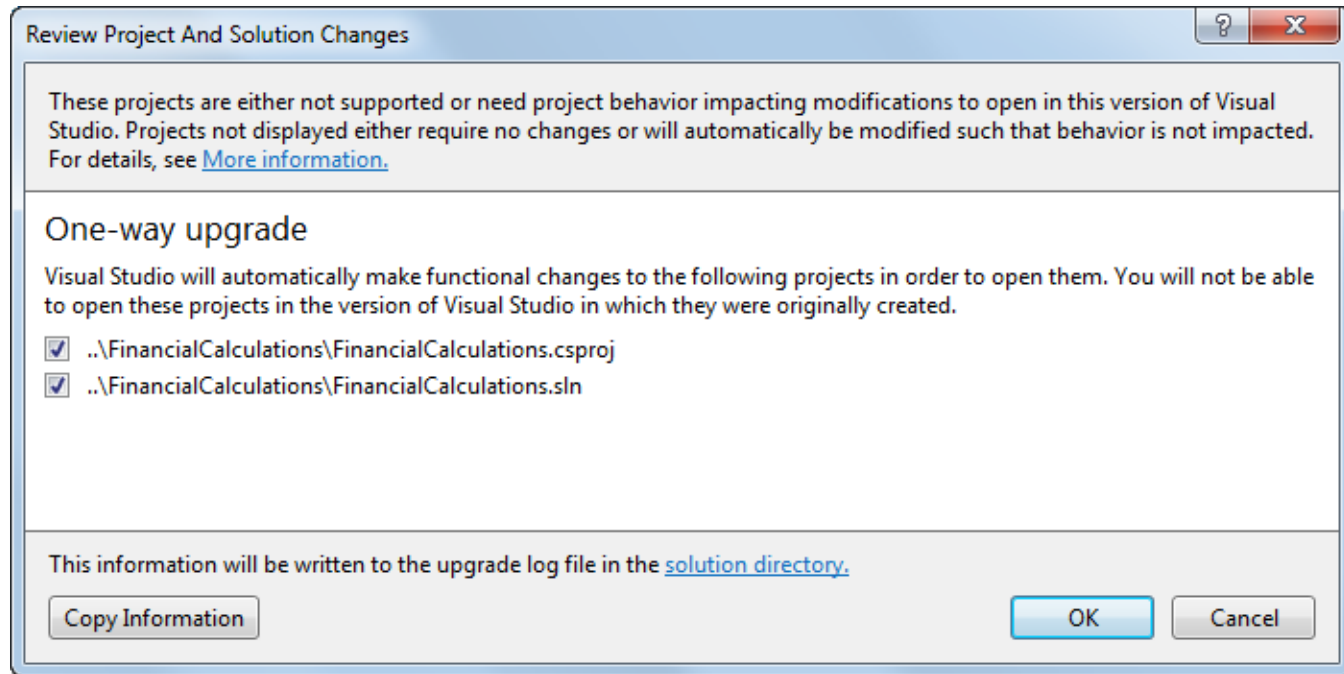 Review Project And Solution Changes
These projects are either not supported or need project behavior impacting modifications to open in this version of Visual
Studio. Projects not displayed either require no changes or will automatically be modified such that behavior is not impacted.
For details, see More information.
One-way upgrade
Visual Studio will automatically make functional changes to the following projects in order to open them. You will not be able
to open these projects in the version of Visual Studio in which they were originally created.
..\FinancialCalculations\FinancialCalculations.csproj
..\FinancialCalculations\FinancialCalculations.sln
This information will be written to the upgrade log file in the solution directory.
Copy Information
OK
Cancel